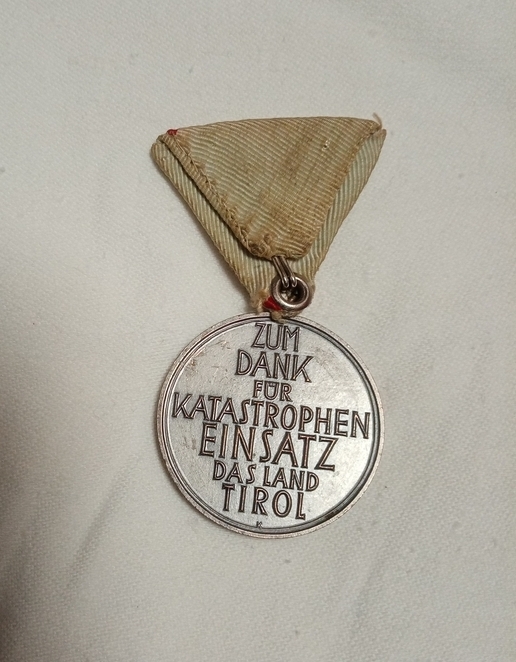 ZUM
DANK
FÜR
KATASTROPHEN
EINSATZ
DAS LAND
TIROL